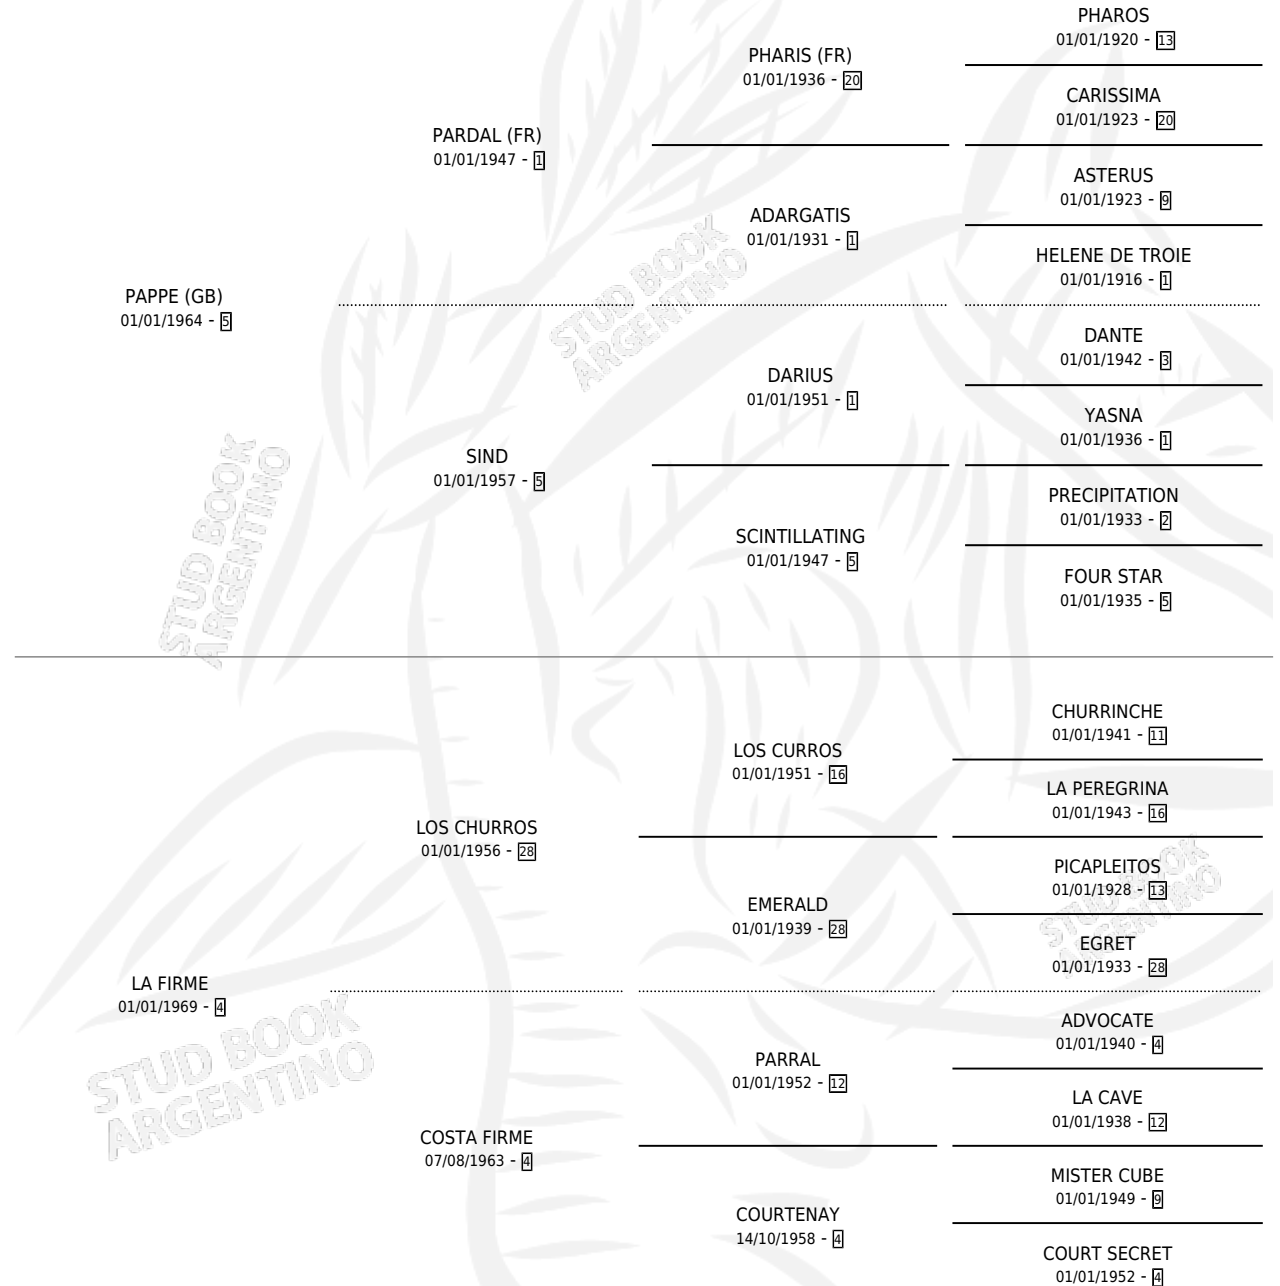 PHAROS
01/01/1920 - 13
PHARIS (FR)
01/01/1936 - 20
CARISSIMA
01/01/1923 - 20
PARDAL (FR)
01/01/1947 - 1
ASTERUS
01/01/1923 - 9
ADARGATIS
01/01/1931 - 1
HELENE DE TROIE
01/01/1916 - 1
PAPPE (GB)
01/01/1964 - 5
DANTE
01/01/1942 - 3
DARIUS
01/01/1951 - 1
YASNA
01/01/1936 - 1
SIND
01/01/1957 - 5
PRECIPITATION
01/01/1933 - 2
SCINTILLATING
01/01/1947 - 5
FOUR STAR
01/01/1935 - 5
STUD BOOK
ARGENTINO
STUD BOOK
ARGENTINO
CHURRINCHE
01/01/1941 - 11
LOS CURROS
01/01/1951 - 16
LA PEREGRINA
01/01/1943 - 16
LOS CHURROS
01/01/1956 - 28
PICAPLEITOS
01/01/1928 - 13
EMERALD
01/01/1939 - 28
EGRET
01/01/1933 - 28
LA FIRME
01/01/1969 - 4
ADVOCATE
01/01/1940 - 4
PARRAL
01/01/1952 - 12
LA CAVE
01/01/1938 - 12
COSTA FIRME
07/08/1963 - 4
MISTER CUBE
01/01/1949 - 9
COURTENAY
14/10/1958 - 4
COURT SECRET
01/01/1952 - 4
STUD BOOK
ARGENTINO
STUD BOOK
ARGENTINO